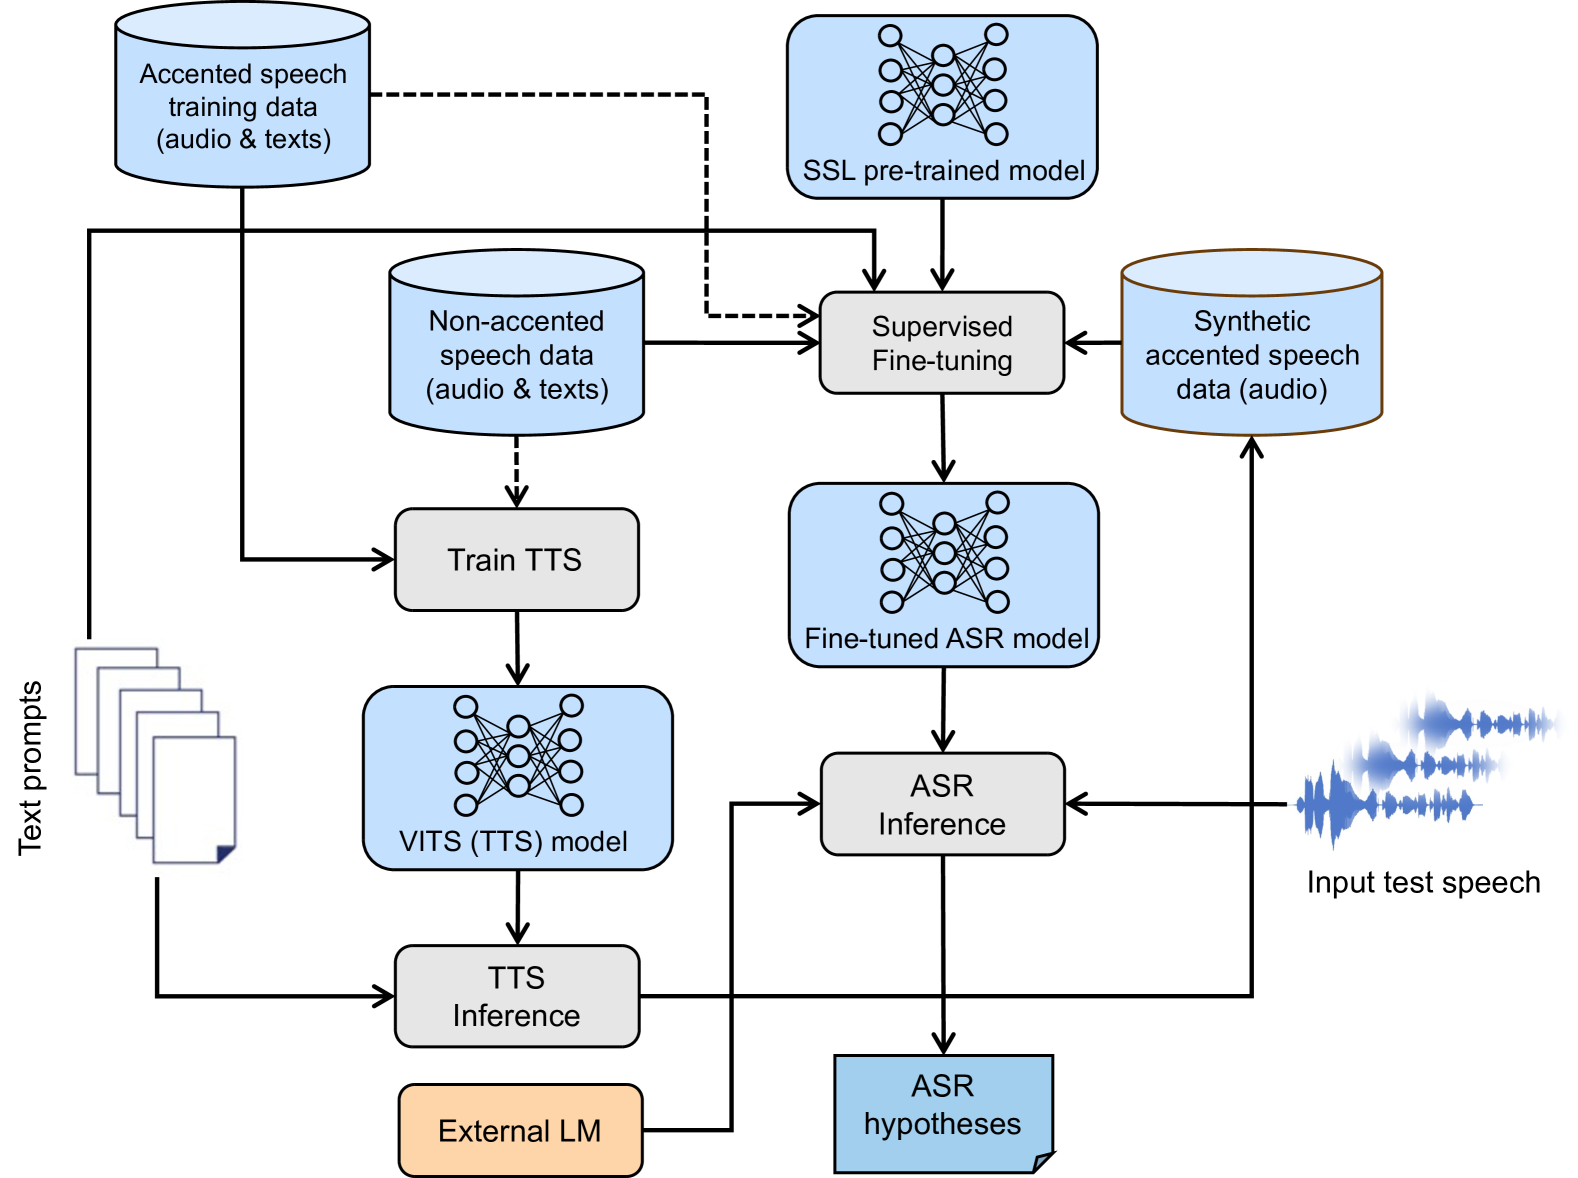 Accented speech
training data
(audio & texts)
SSL pre-trained model
Non-accented
speech data
(audio & texts)
Supervised
Fine-tuning
Synthetic
accented speech
data (audio)
Train TTS
Fine-tuned ASR model
Text prompts
VITS (TTS) model
ASR
Inference
Input test speech
TTS
Inference
External LM
ASR
hypotheses